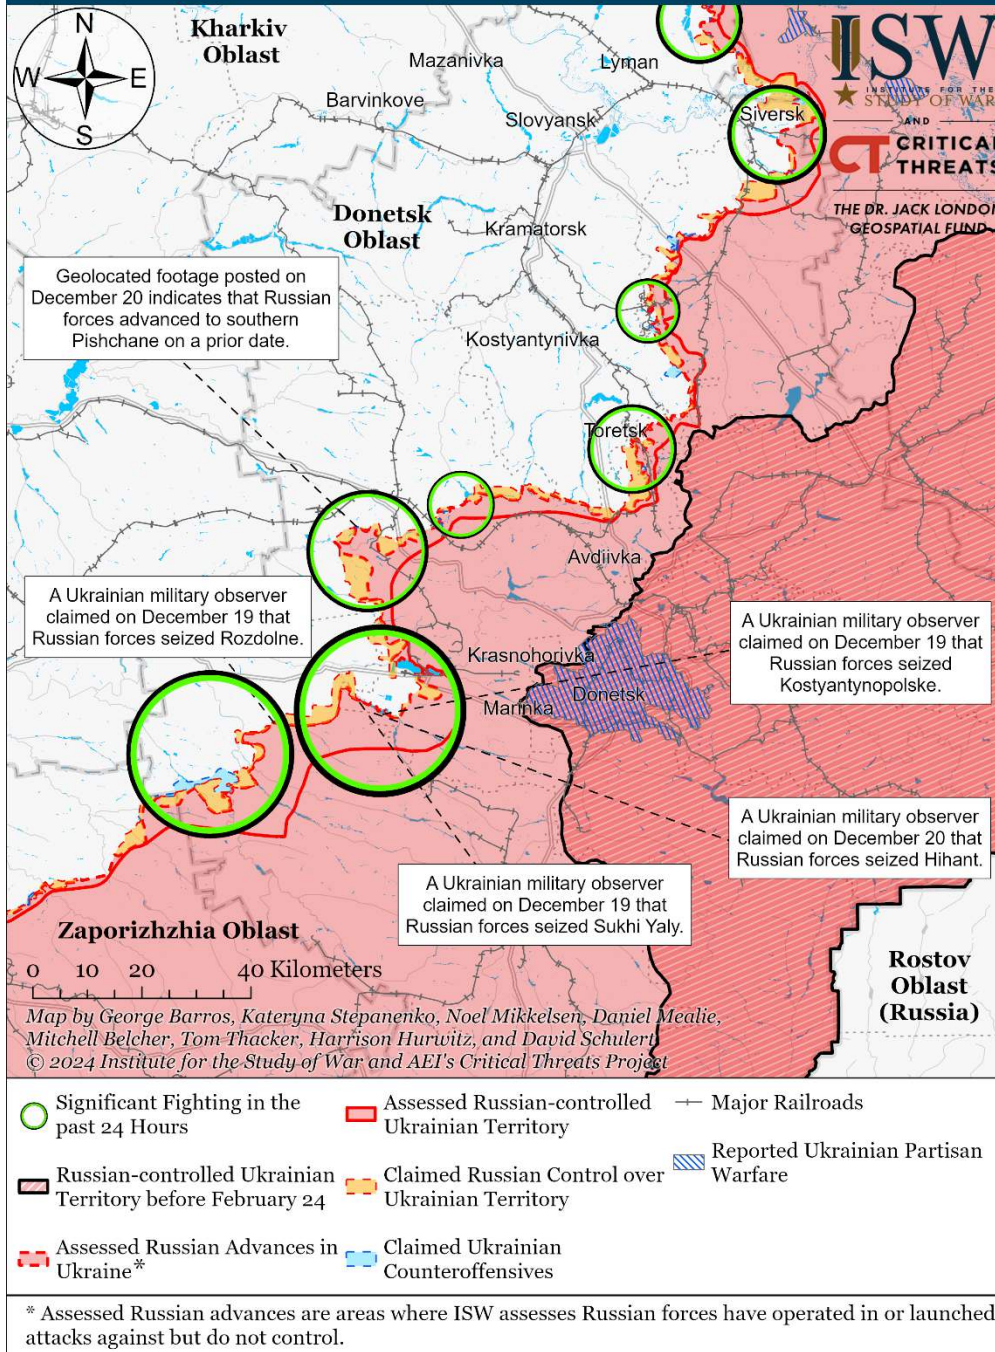 N
W
E
S
Kharkiv
Oblast
Mazanivka
Lyman
Barvinkove
Slovyansk
Siversk
ISW
INSTITUTE FOR THE
STUDY OF WAR
AND
CT CRITICAL
THREATS
THE DR. JACK LONDON
GEOSPATIAL FUND
Donetsk
Oblast
Kramatorsk
Geolocated footage posted on
December 20 indicates that Russian
forces advanced to southern
Pishchane on a prior date.
Kostyantynivka
Toretsk
Avdiivka
A Ukrainian military observer
claimed on December 19 that
Russian forces seized Rozdolne.
A Ukrainian military observer
claimed on December 19 that
Russian forces seized
Kostyantynopolske.
Krasnohorivka
Marinka
Donetsk
A Ukrainian military observer
claimed on December 20 that
Russian forces seized Hihant.
A Ukrainian military observer
claimed on December 19 that
Russian forces seized Sukhi Yaly.
Zaporizhzhia Oblast
Rostov
Oblast
(Russia)
0 10 20 40 Kilometers
Map by George Barros, Kateryna Stepanenko, Noel Mikkelsen, Daniel Mealie,
Mitchell Belcher, Tom Thacker, Harrison Hurwitz, and David Schulert
© 2024 Institute for the Study of War and AEI's Critical Threats Project
Significant Fighting in the
past 24 Hours
Russian-controlled Ukrainian
Territory before February 24
Assessed Russian Advances in
Ukraine*
Assessed Russian-controlled
Ukrainian Territory
Claimed Russian Control over
Ukrainian Territory
Claimed Ukrainian
Counteroffensives
Major Railroads
Reported Ukrainian Partisan
Warfare
* Assessed Russian advances are areas where ISW assesses Russian forces have operated in or launched
attacks against but do not control.